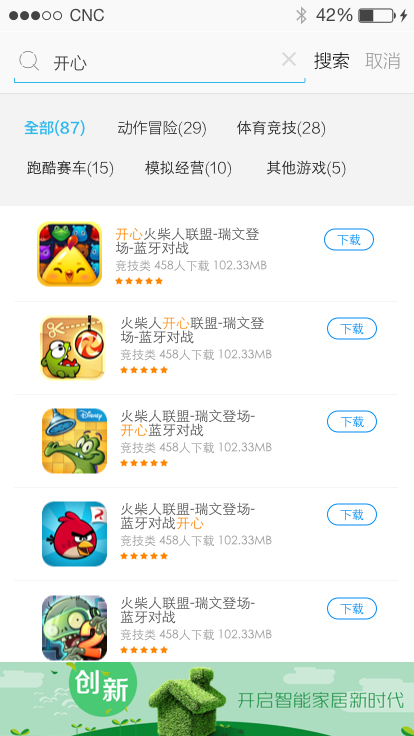 CNC 42%
开心 搜索 取消
全部(87) 动作冒险(29) 体育竞技(28)
跑酷赛车(15) 模拟经营(10) 其他游戏(5)
开心火柴人联盟-瑞文登
场-蓝牙对战
竞技类 458人下载 102.33MB
下载
火柴人开心联盟-瑞文登
场-蓝牙对战
竞技类 458人下载 102.33MB
下载
Disney
火柴人联盟-瑞文登场-
开心蓝牙对战
竞技类 458人下载 102.33MB
下载
火柴人联盟-瑞文登场-
蓝牙对战开心
竞技类 458人下载 102.33MB
下载
火柴人联盟-瑞文登场-
蓝牙对战
竞技类 458人下载 102.33MB
下载
创新
开启智能家居新时代